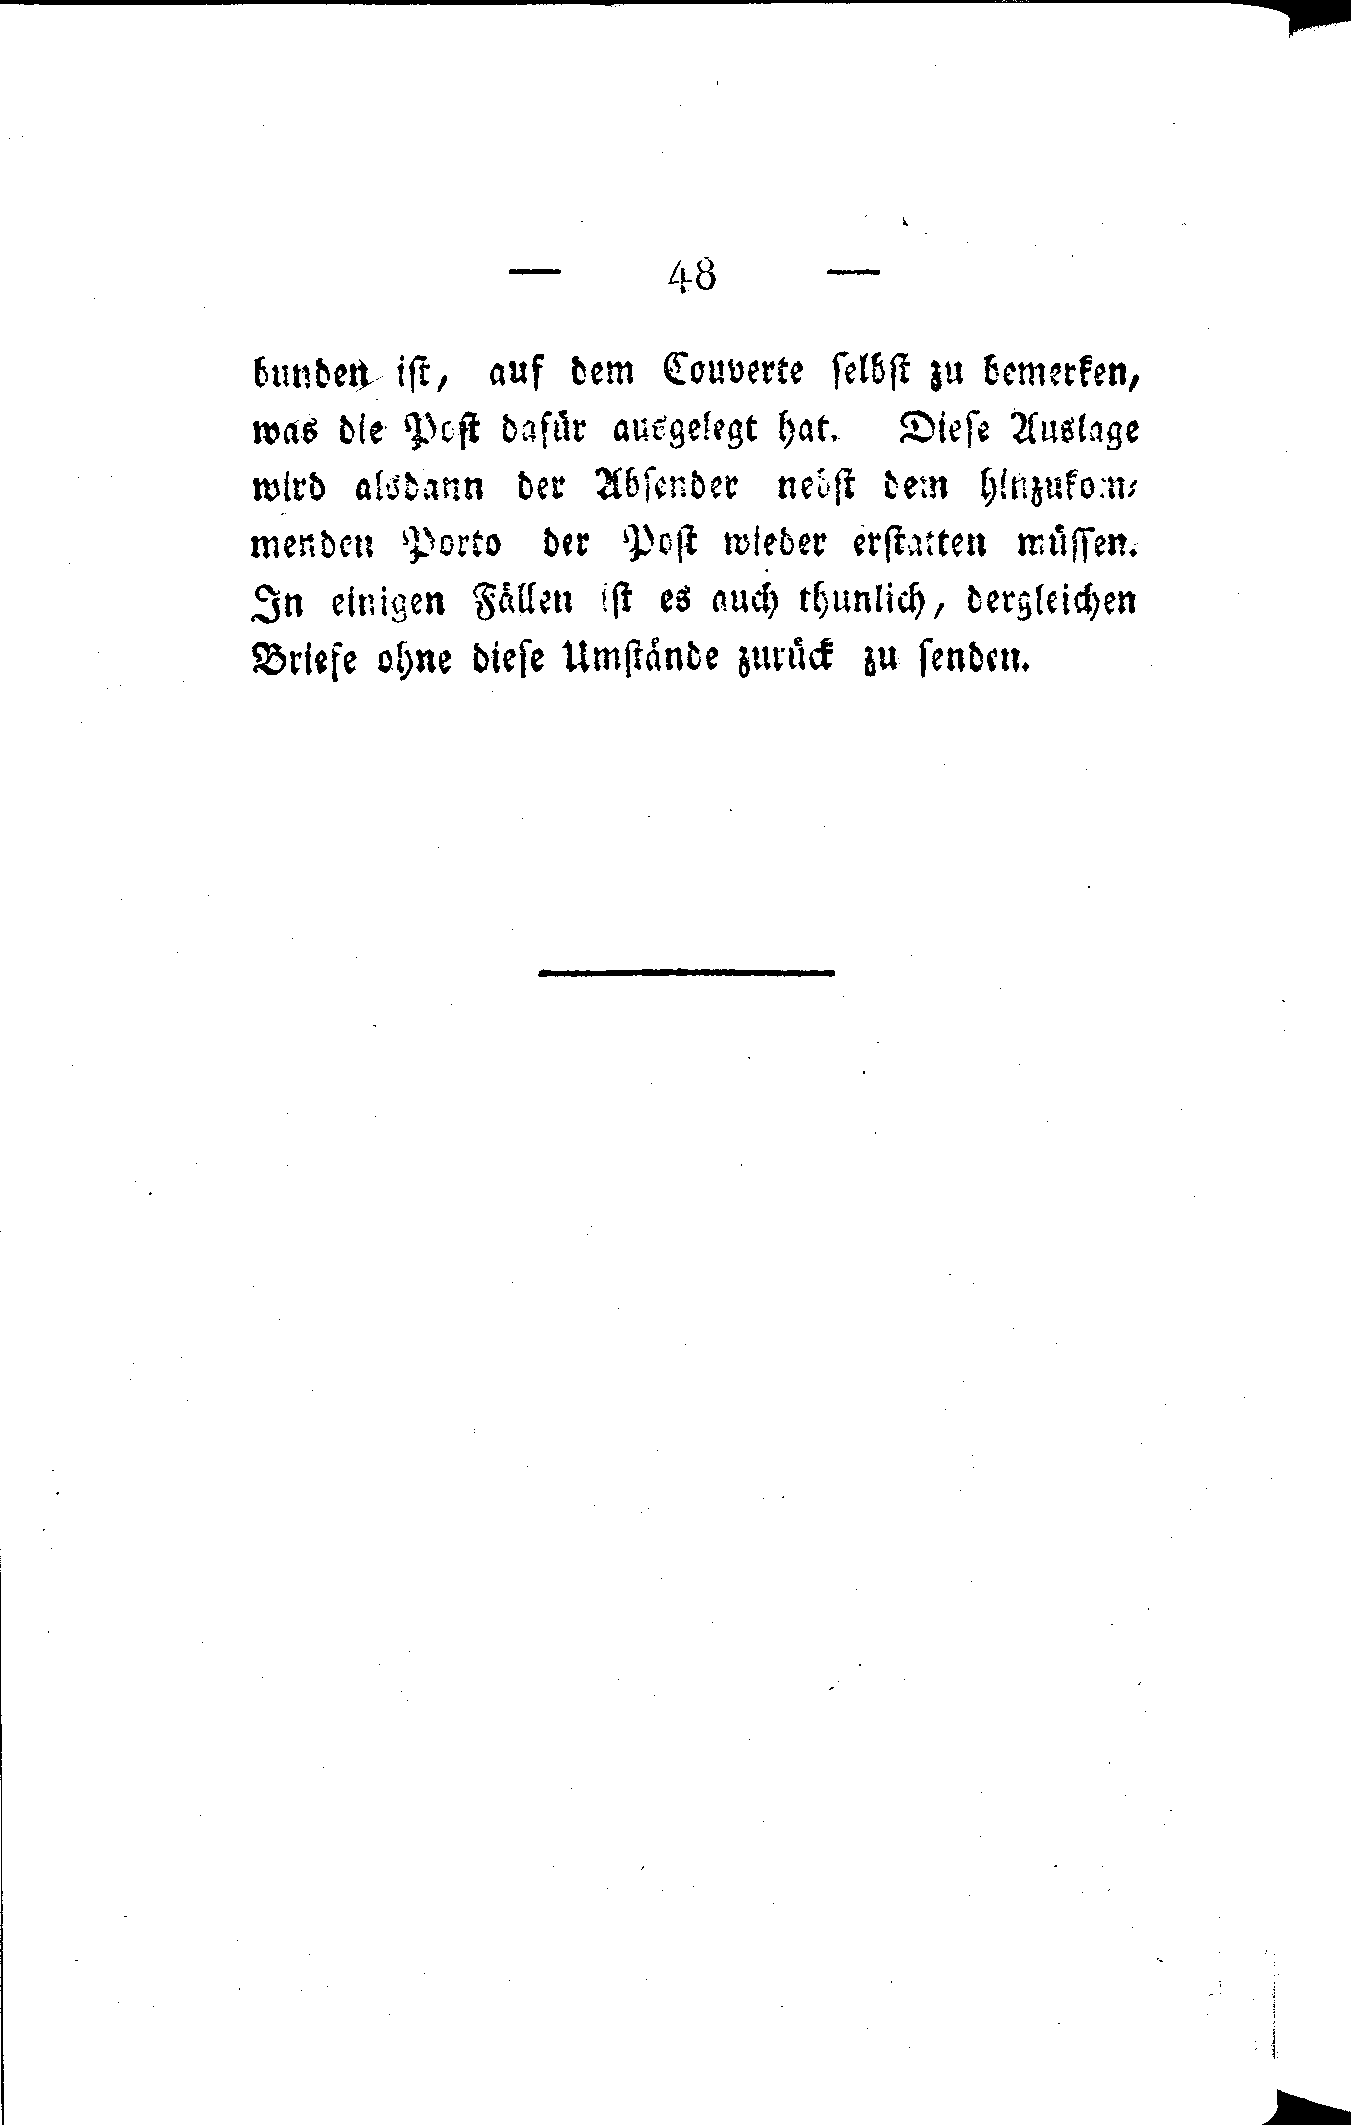 — 48 —
bunden ist, auf dem Couverte selbst zu bemerken,
was die Post dafür ausgelegt hat. Diese Auslage
wird alsdann der Absender nebst dem hinzukom-
menden Porto der Post wieder erstatten müssen.
In einigen Fällen ist es auch thunlich, dergleichen
Briefe ohne diese Umstände zurück zu senden.